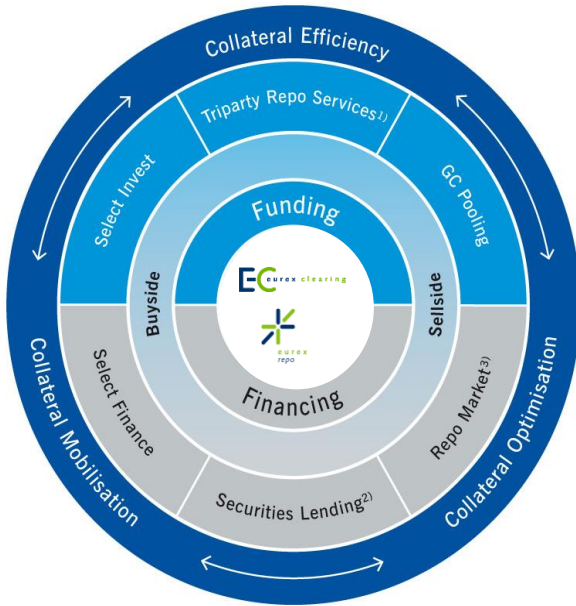 Collateral Efficiency
Triparty Repo Services1)
Select Invest
GC Pooling
Funding
EC eurex clearing
Buyside
Sellside
eurex
repo
Financing
Select Finance
Repo Market3)
Securities Lending2)
Collateral Mobilisation
Collateral Optimisation